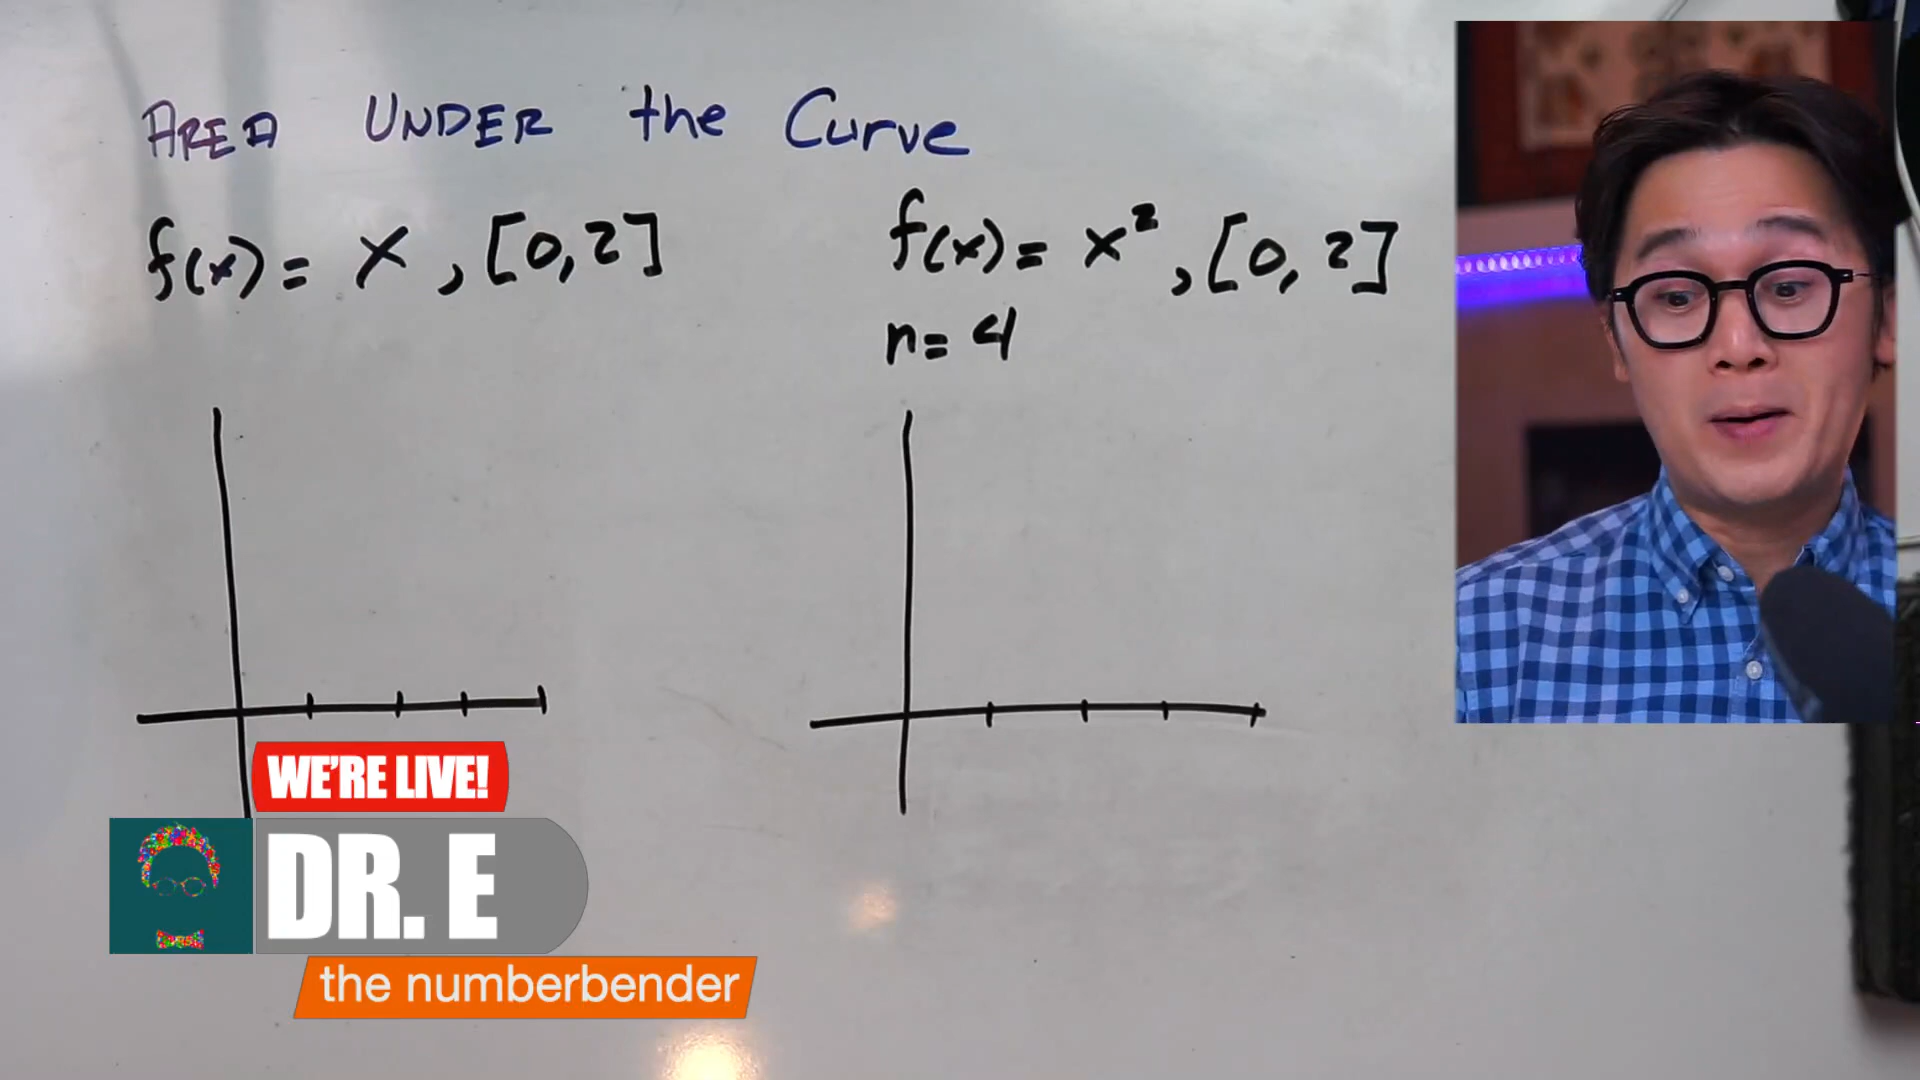 AREA UNDER the Curve
f(x) = x , [0,2]
f(x) = x², [0, 2]
n = 4
WE'RE LIVE!
DR. E
the numberbender